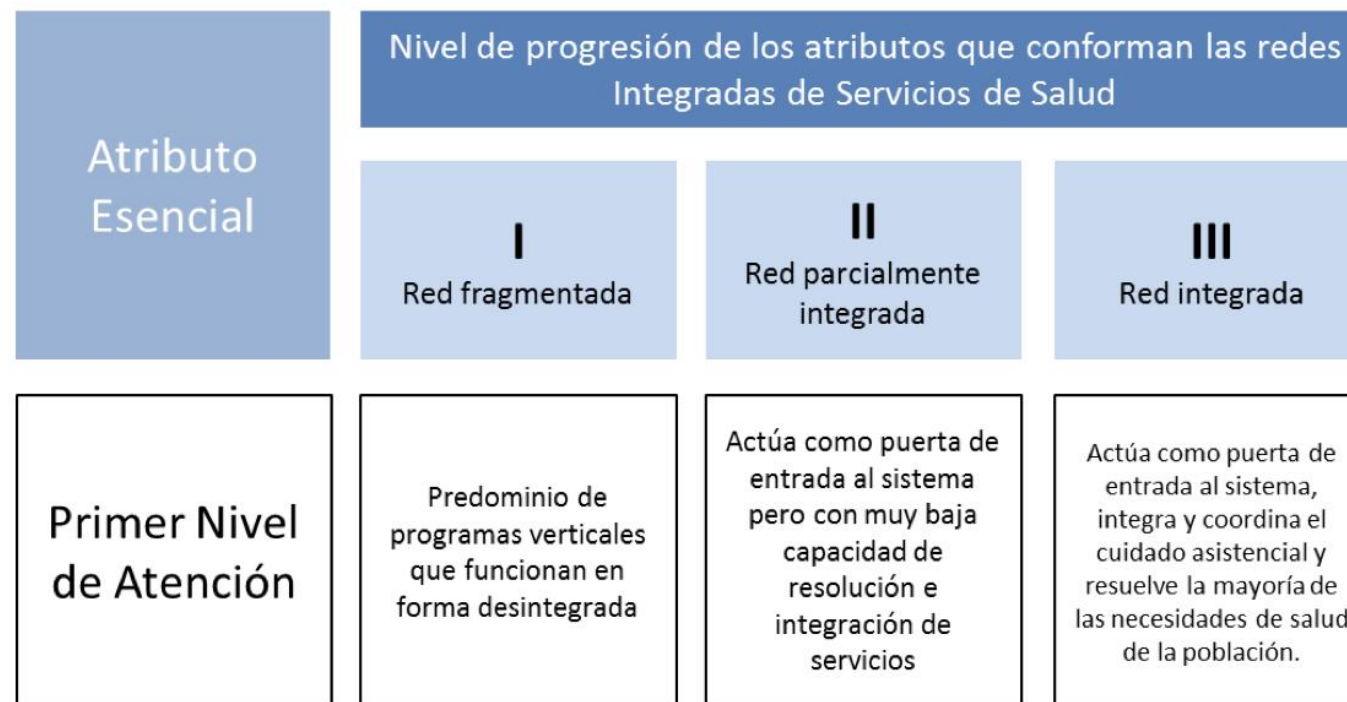 Atributo
Esencial
Nivel de progresión de los atributos que conforman las redes
Integradas de Servicios de Salud
I
Red fragmentada
II
Red parcialmente
integrada
III
Red integrada
Primer Nivel
de Atención
Predominio de
programas verticales
que funcionan en
forma desintegrada
Actúa como puerta de
entrada al sistema
pero con muy baja
capacidad de
resolución e
integración de
servicios
Actúa como puerta de
entrada al sistema,
integra y coordina el
cuidado asistencial y
resuelve la mayoría de
las necesidades de salud
de la población.